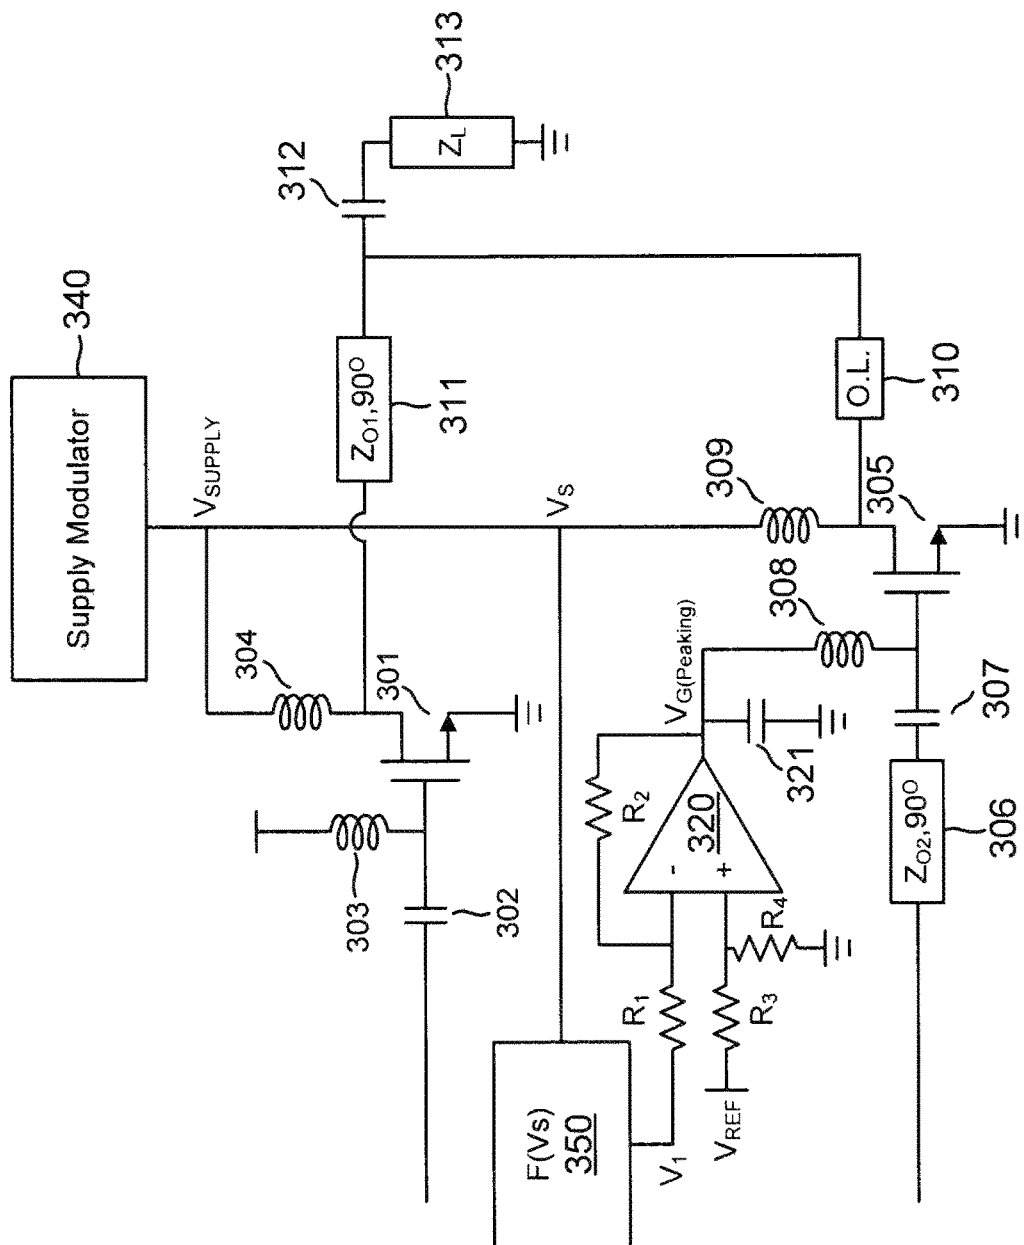 Supply Modulator
340
V_SUPPLY
304
301
303
302
Z_O1,90°
311
312
Z_L
313
V_S
F(Vs)
350
V_1
R_1
R_2
320
-
+
V_REF
R_3
R_4
V_G(Peaking)
321
308
309
305
O.L.
310
307
Z_O2,90°
306